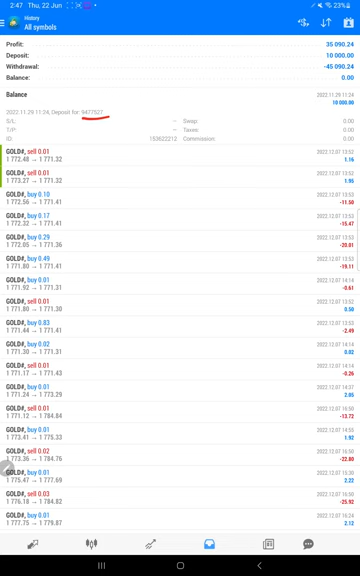 2:47 Thu, 22 Jun 23%
History
All symbols
Profit: 35 090.24
Deposit: 10 000.00
Withdrawal: -45 090.24
Balance: 0.00
Balance 2022.11.29 11:24
10 000.00
2022.11.29 11:24, Deposit for: 9477527
S/L: – Swap: 0.00
T/P: – Taxes: 0.00
ID: 153622212 Commission: 0.00
GOLD#, sell 0.01 2022.12.07 13:52
1 772.48 → 1 771.32 1.16
GOLD#, sell 0.01 2022.12.07 13:52
1 773.27 → 1 771.32 1.95
GOLD#, buy 0.10 2022.12.07 13:53
1 772.56 → 1 771.41 -11.50
GOLD#, buy 0.17 2022.12.07 13:53
1 772.32 → 1 771.41 -15.47
GOLD#, buy 0.29 2022.12.07 13:53
1 772.05 → 1 771.36 -20.01
GOLD#, buy 0.49 2022.12.07 13:53
1 771.80 → 1 771.41 -19.11
GOLD#, buy 0.01 2022.12.07 14:14
1 771.92 → 1 771.31 -0.61
GOLD#, sell 0.01 2022.12.07 13:52
1 771.80 → 1 771.30 0.50
GOLD#, buy 0.83 2022.12.07 13:53
1 771.44 → 1 771.41 -2.49
GOLD#, buy 0.02 2022.12.07 14:14
1 771.30 → 1 771.31 0.02
GOLD#, sell 0.01 2022.12.07 14:14
1 771.17 → 1 771.43 -0.26
GOLD#, buy 0.01 2022.12.07 14:37
1 771.24 → 1 773.29 2.05
GOLD#, sell 0.01 2022.12.07 16:50
1 771.12 → 1 784.84 -13.72
GOLD#, buy 0.01 2022.12.07 14:55
1 773.41 → 1 775.33 1.92
GOLD#, sell 0.02 2022.12.07 16:50
1 773.36 → 1 784.76 -22.80
GOLD#, buy 0.01 2022.12.07 15:30
1 775.47 → 1 777.69 2.22
GOLD#, sell 0.03 2022.12.07 16:50
1 776.18 → 1 784.82 -25.92
GOLD#, buy 0.01 2022.12.07 16:24
1 777.75 → 1 779.87 2.12